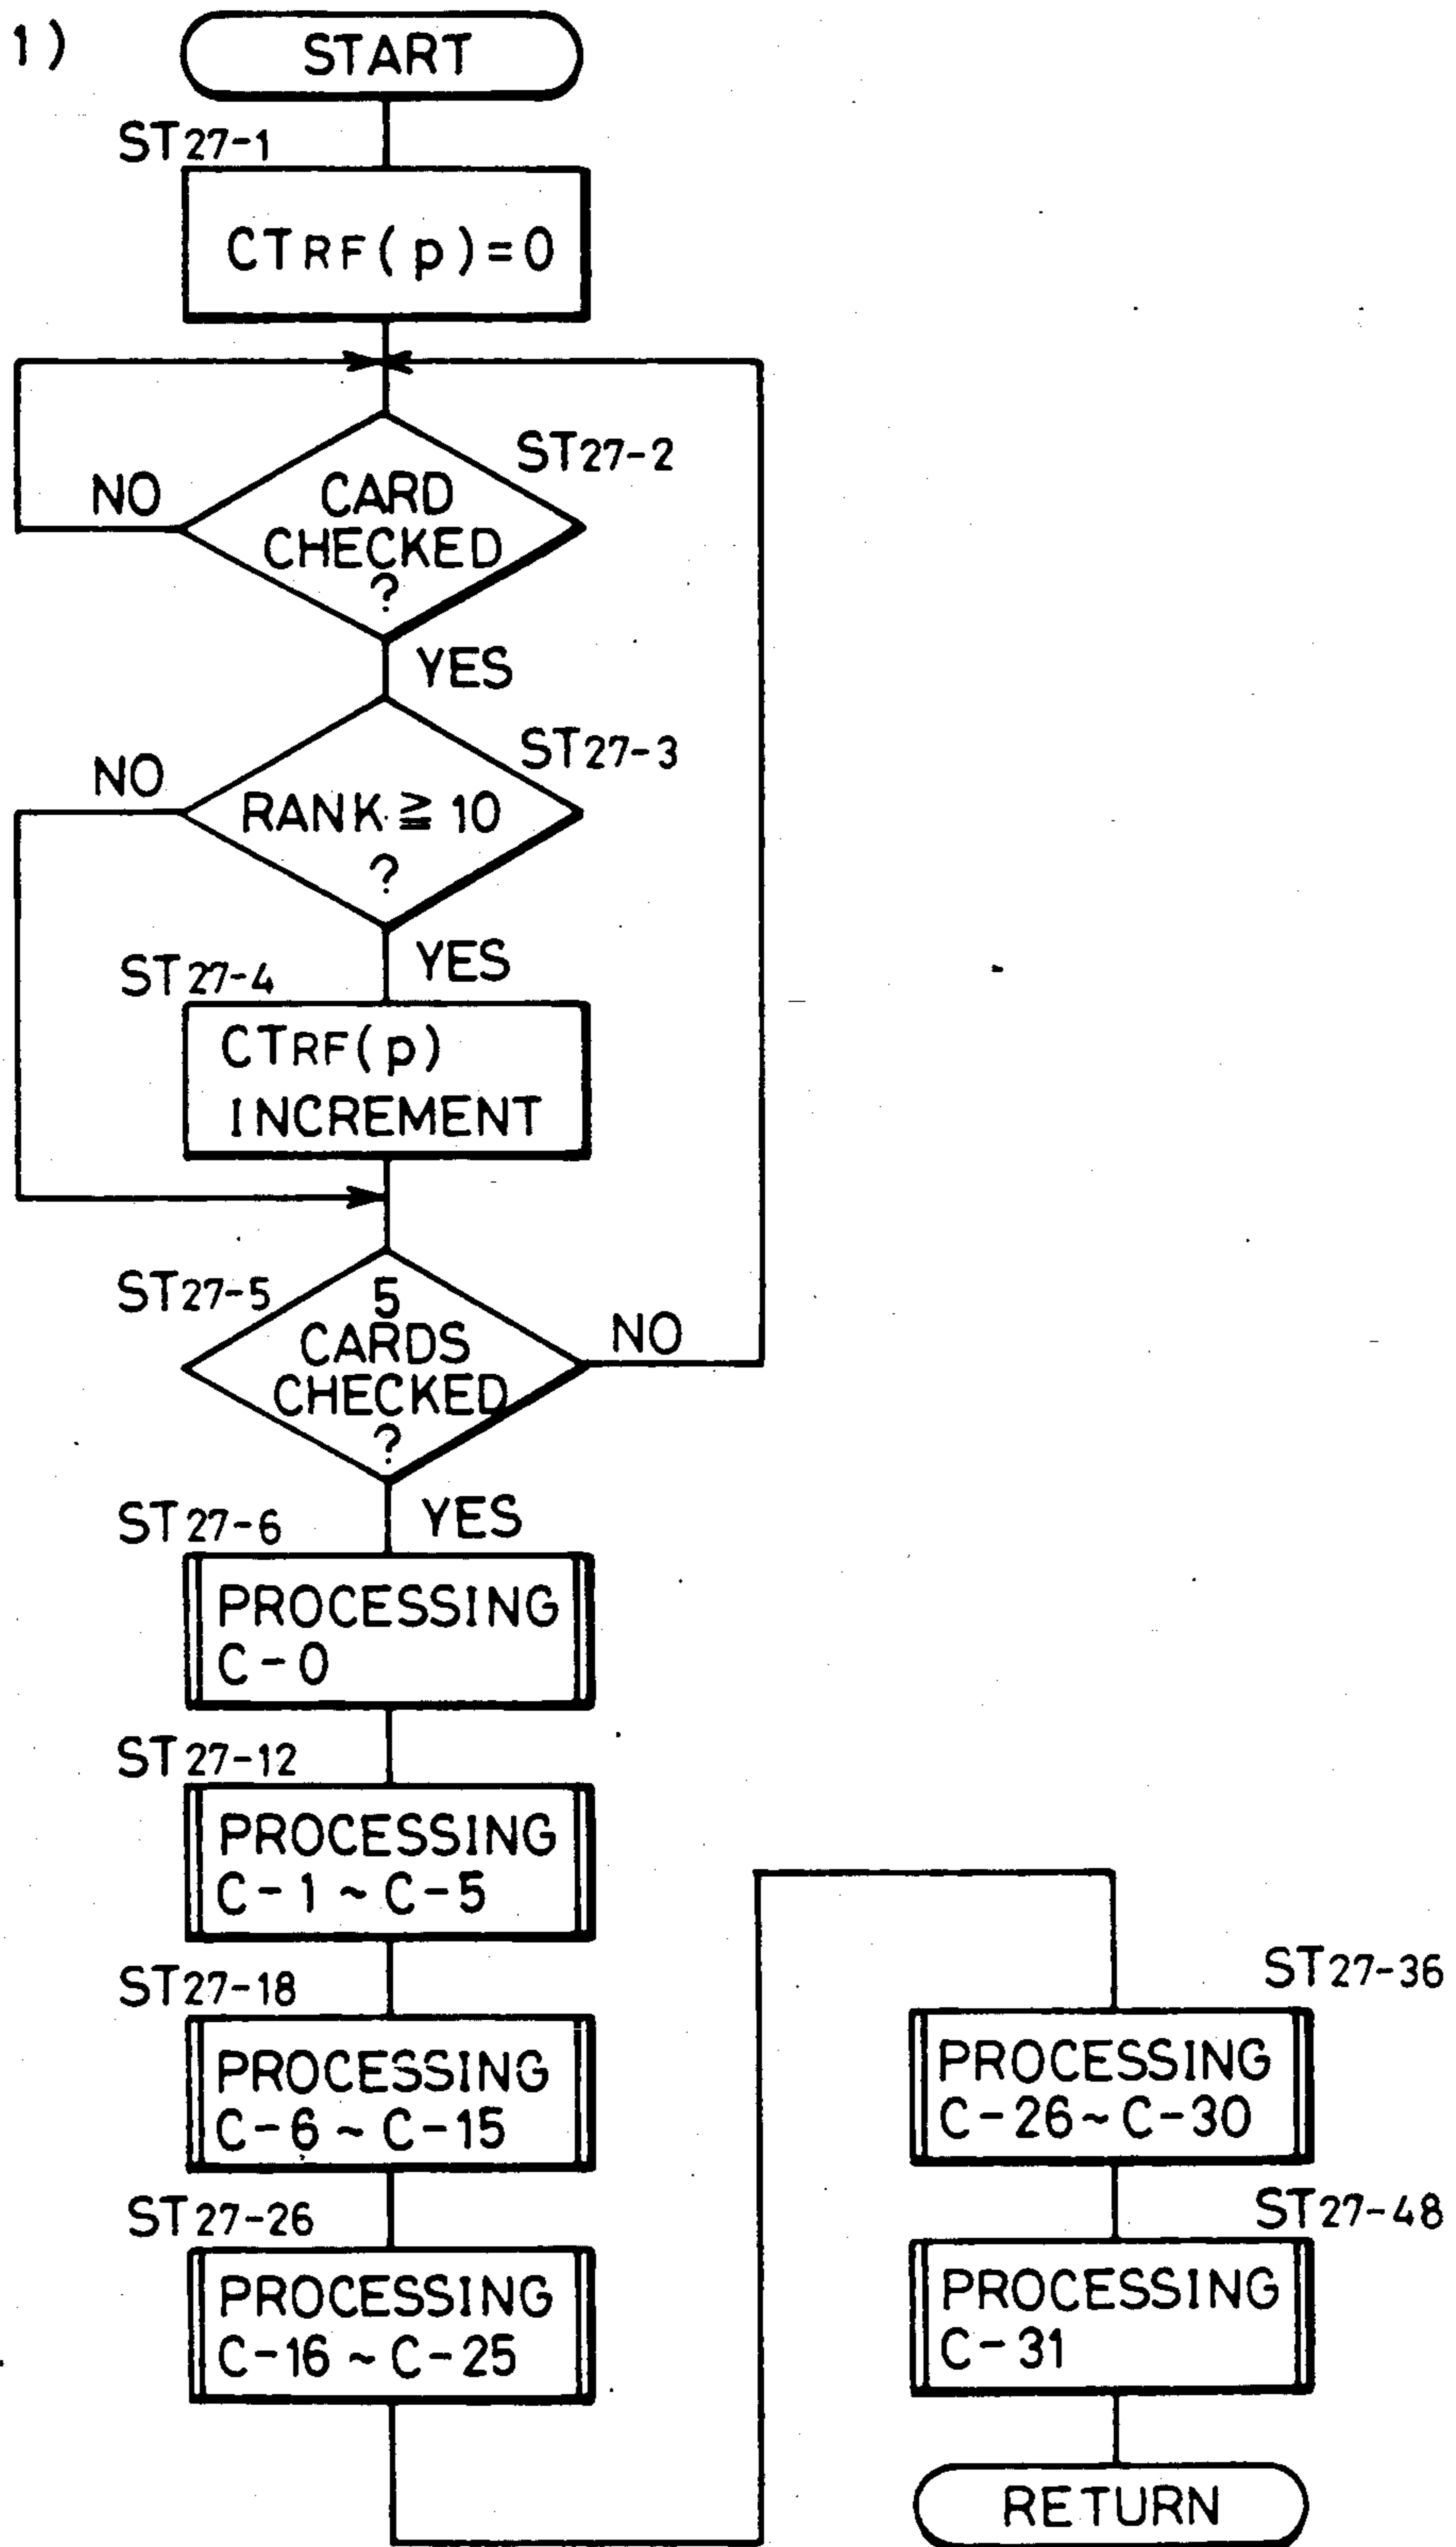 1)
START
ST27-1
CTRF(p)=0
ST27-2
NO
CARD
CHECKED
?
YES
ST27-3
NO
RANK ≧ 10
?
YES
ST27-4
CTRF(p)
INCREMENT
ST27-5
5
CARDS
CHECKED
?
NO
YES
ST27-6
PROCESSING
C-0
ST27-12
PROCESSING
C-1 ~ C-5
ST27-18
PROCESSING
C-6 ~ C-15
ST27-26
PROCESSING
C-16 ~ C-25
ST27-36
PROCESSING
C-26~ C-30
ST27-48
PROCESSING
C-31
RETURN